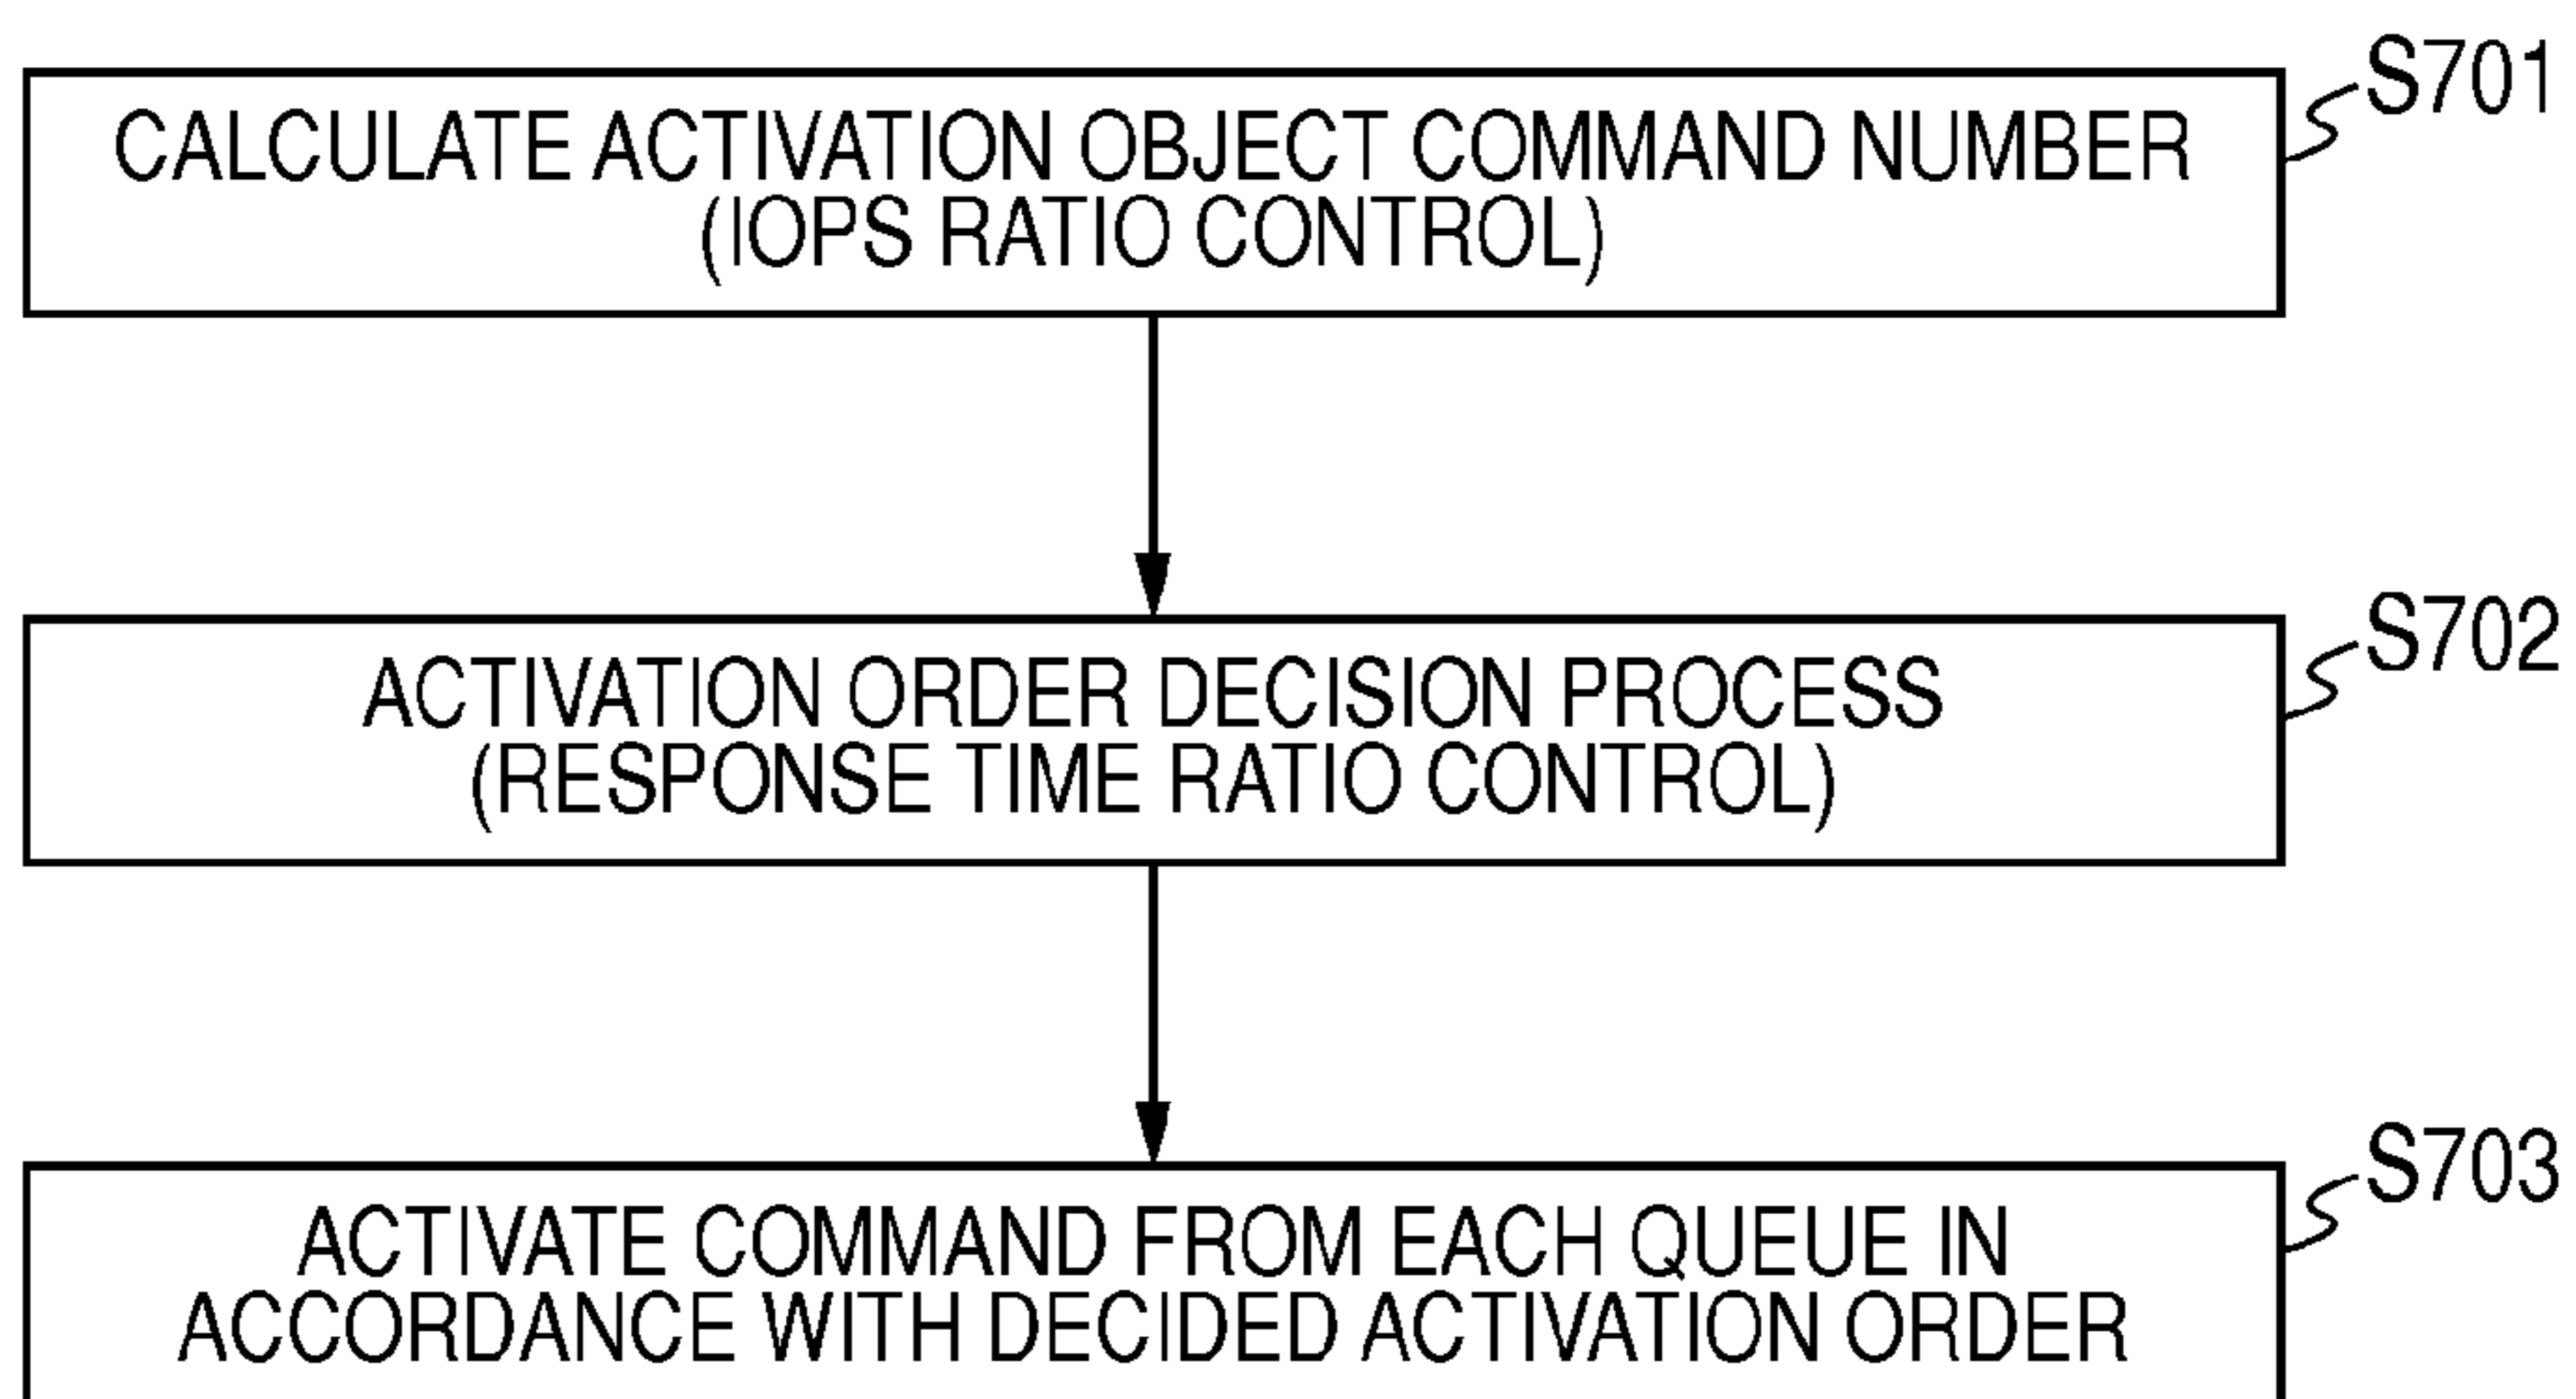 S701
CALCULATE ACTIVATION OBJECT COMMAND NUMBER
(IOPS RATIO CONTROL)
S702
ACTIVATION ORDER DECISION PROCESS
(RESPONSE TIME RATIO CONTROL)
S703
ACTIVATE COMMAND FROM EACH QUEUE IN
ACCORDANCE WITH DECIDED ACTIVATION ORDER